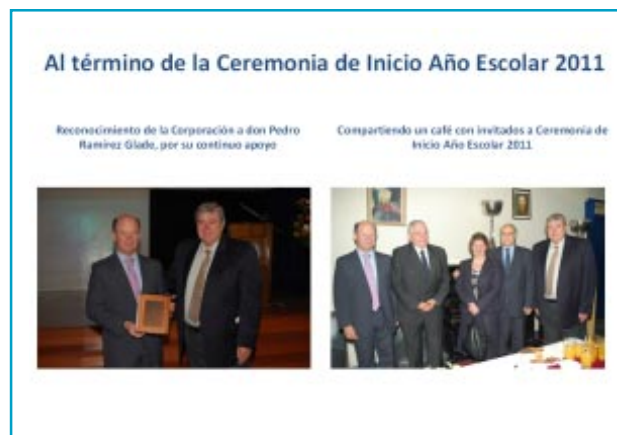 Al término de la Ceremonia de Inicio Año Escolar 2011
Reconocimiento de la Corporación a don Pedro
Ramírez Glade, por su continuo apoyo
Compartiendo un café con invitados a Ceremonia de
Inicio Año Escolar 2011